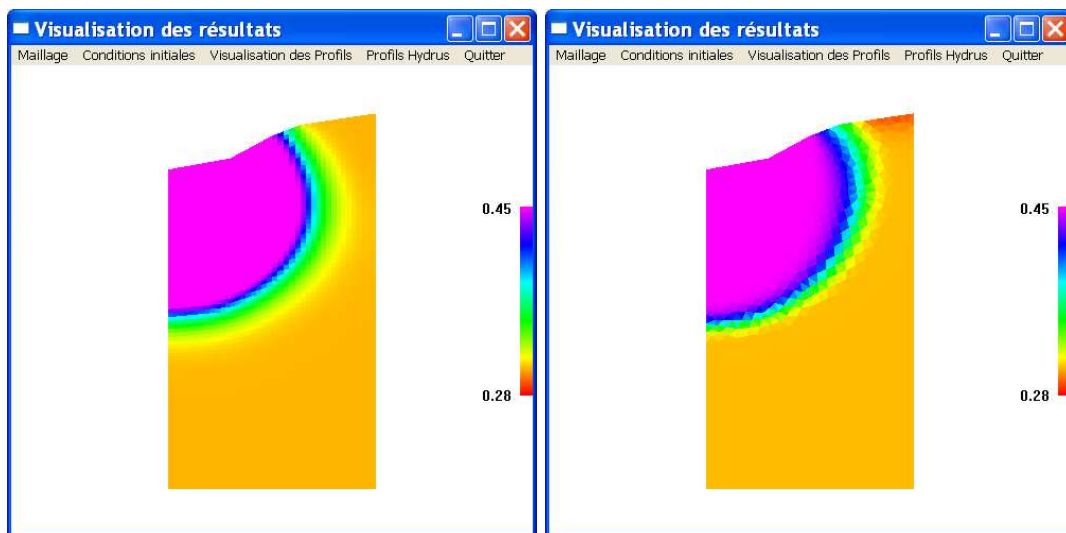 Visualisation des résultats
Maillage Conditions initiales Visualisation des Profils Profils Hydrus Quitter
0.45
0.28
Visualisation des résultats
Maillage Conditions initiales Visualisation des Profils Profils Hydrus Quitter
0.45
0.28